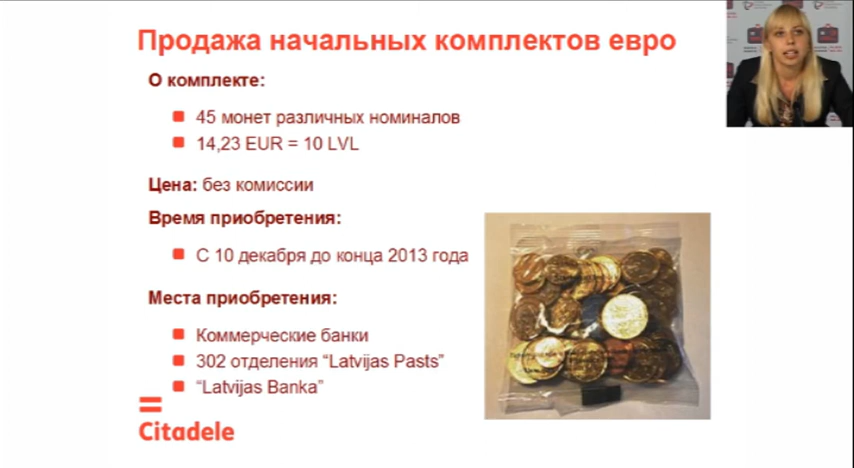 Продажа начальных комплектов евро
О комплекте:
45 монет различных номиналов
14,23 EUR = 10 LVL
Цена: без комиссии
Время приобретения:
С 10 декабря до конца 2013 года
Места приобретения:
Коммерческие банки
302 отделения “Latvijas Pasts”
“Latvijas Banka”
Citadele